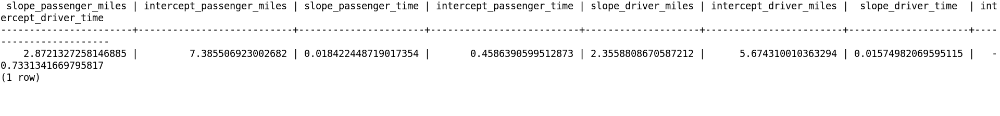 slope_passenger_miles | intercept_passenger_miles | slope_passenger_time | intercept_passenger_time | slope_driver_miles | intercept_driver_miles |  slope_driver_time  | int
ercept_driver_time
-----------------------+---------------------------+----------------------+--------------------------+--------------------+------------------------+---------------------+----
-------------------
    2.8721327258146885 |         7.385506923002682 | 0.018422448719017354 |       0.4586390599512873 | 2.3558808670587212 |      5.674310010363294 | 0.01574982069595115 |   -
0.7331341669795817
(1 row)